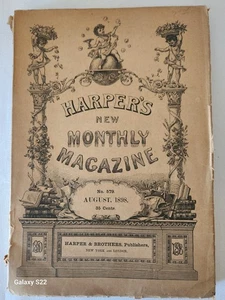 HARPER'S
NEW
MONTHLY
MAGAZINE
No. 579
AUGUST, 1898.
35 Cents.
HARPER & BROTHERS, Publishers,
NEW YORK AND LONDON.
Galaxy S22